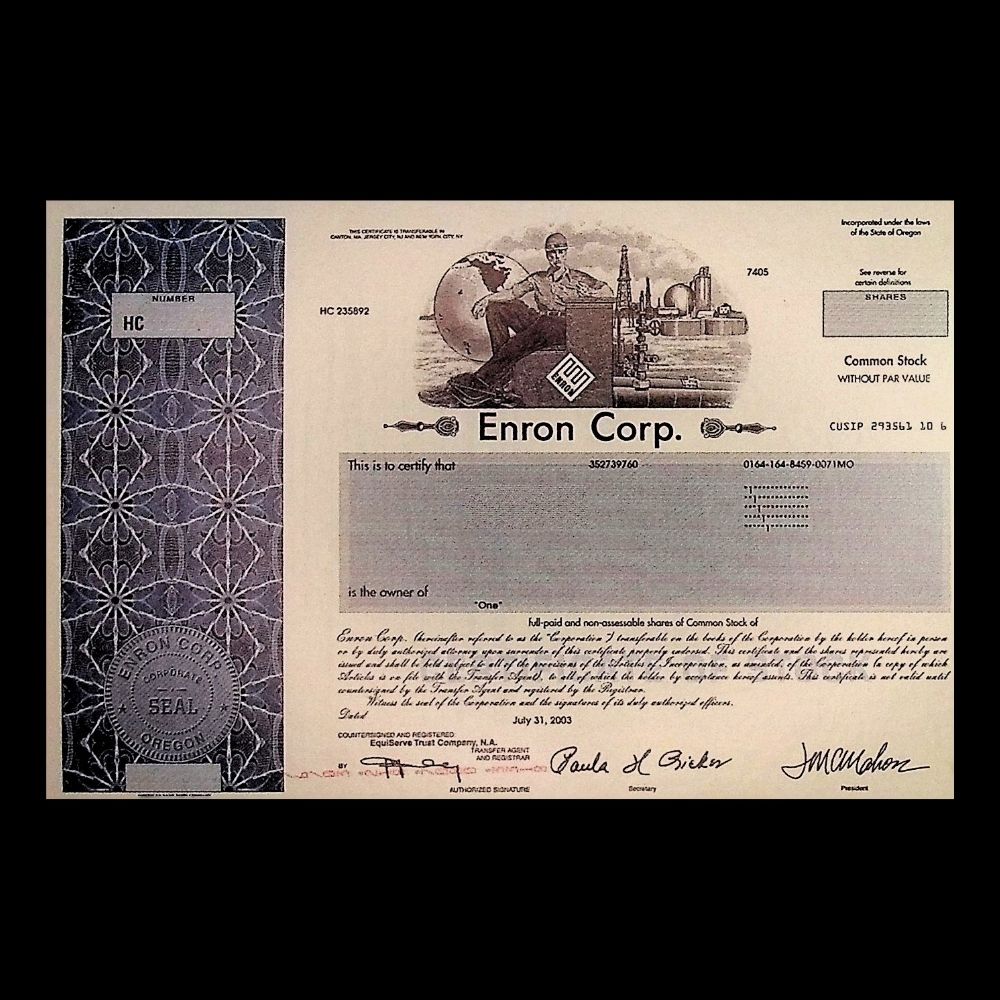 THIS CERTIFICATE IS TRANSFERABLE IN
CANTON, MA, JERSEY CITY, NJ AND NEW YORK CITY, NY
Incorporated under the laws
of the State of Oregon
7405
See reverse for
certain definitions
NUMBER
HC
HC 235892
SHARES
ENRON
Common Stock
WITHOUT PAR VALUE
Enron Corp.
CUSIP 293561 10 6
This is to certify that
352739760
0164-164-8459-0071MO
is the owner of
"One"
full-paid and non-assessable shares of Common Stock of
Enron Corp. (hereinafter referred to as the "Corporation") transferable on the books of the Corporation by the holder hereof in person
or by duly authorized attorney upon surrender of this certificate properly endorsed. This certificate and the shares represented hereby are
issued and shall be held subject to all of the provisions of the Articles of Incorporation, as amended, of the Corporation (a copy of which
Articles is on file with the Transfer Agent), to all of which the holder by acceptance hereof assents. This certificate is not valid until
countersigned by the Transfer Agent and registered by the Registrar.
Witness the seal of the Corporation and the signatures of its duly authorized officers.
Dated
July 31, 2003
ENRON CORP.
CORPORATE
SEAL
OREGON
COUNTERSIGNED AND REGISTERED:
EquiServe Trust Company, N.A.
TRANSFER AGENT
AND REGISTRAR
BY
Paula H Ricker
JMcMahon
AUTHORIZED SIGNATURE
Secretary
President